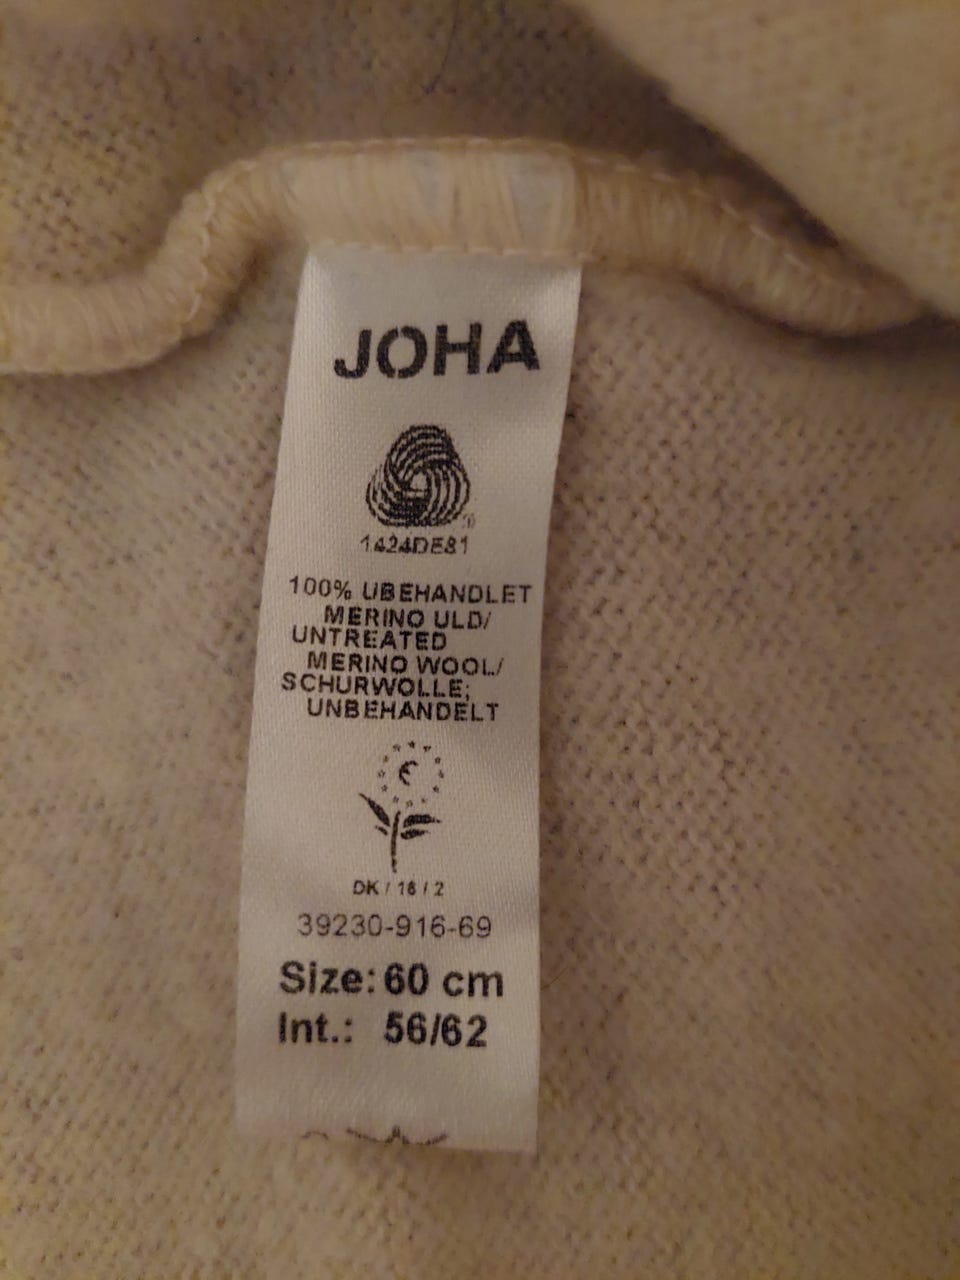 JOHA
1424DE81
100% UBEHANDLET
MERINO ULD/
UNTREATED
MERINO WOOL/
SCHURWOLLE;
UNBEHANDELT
DK / 16 / 2
39230-916-69
Size: 60 cm
Int.: 56/62